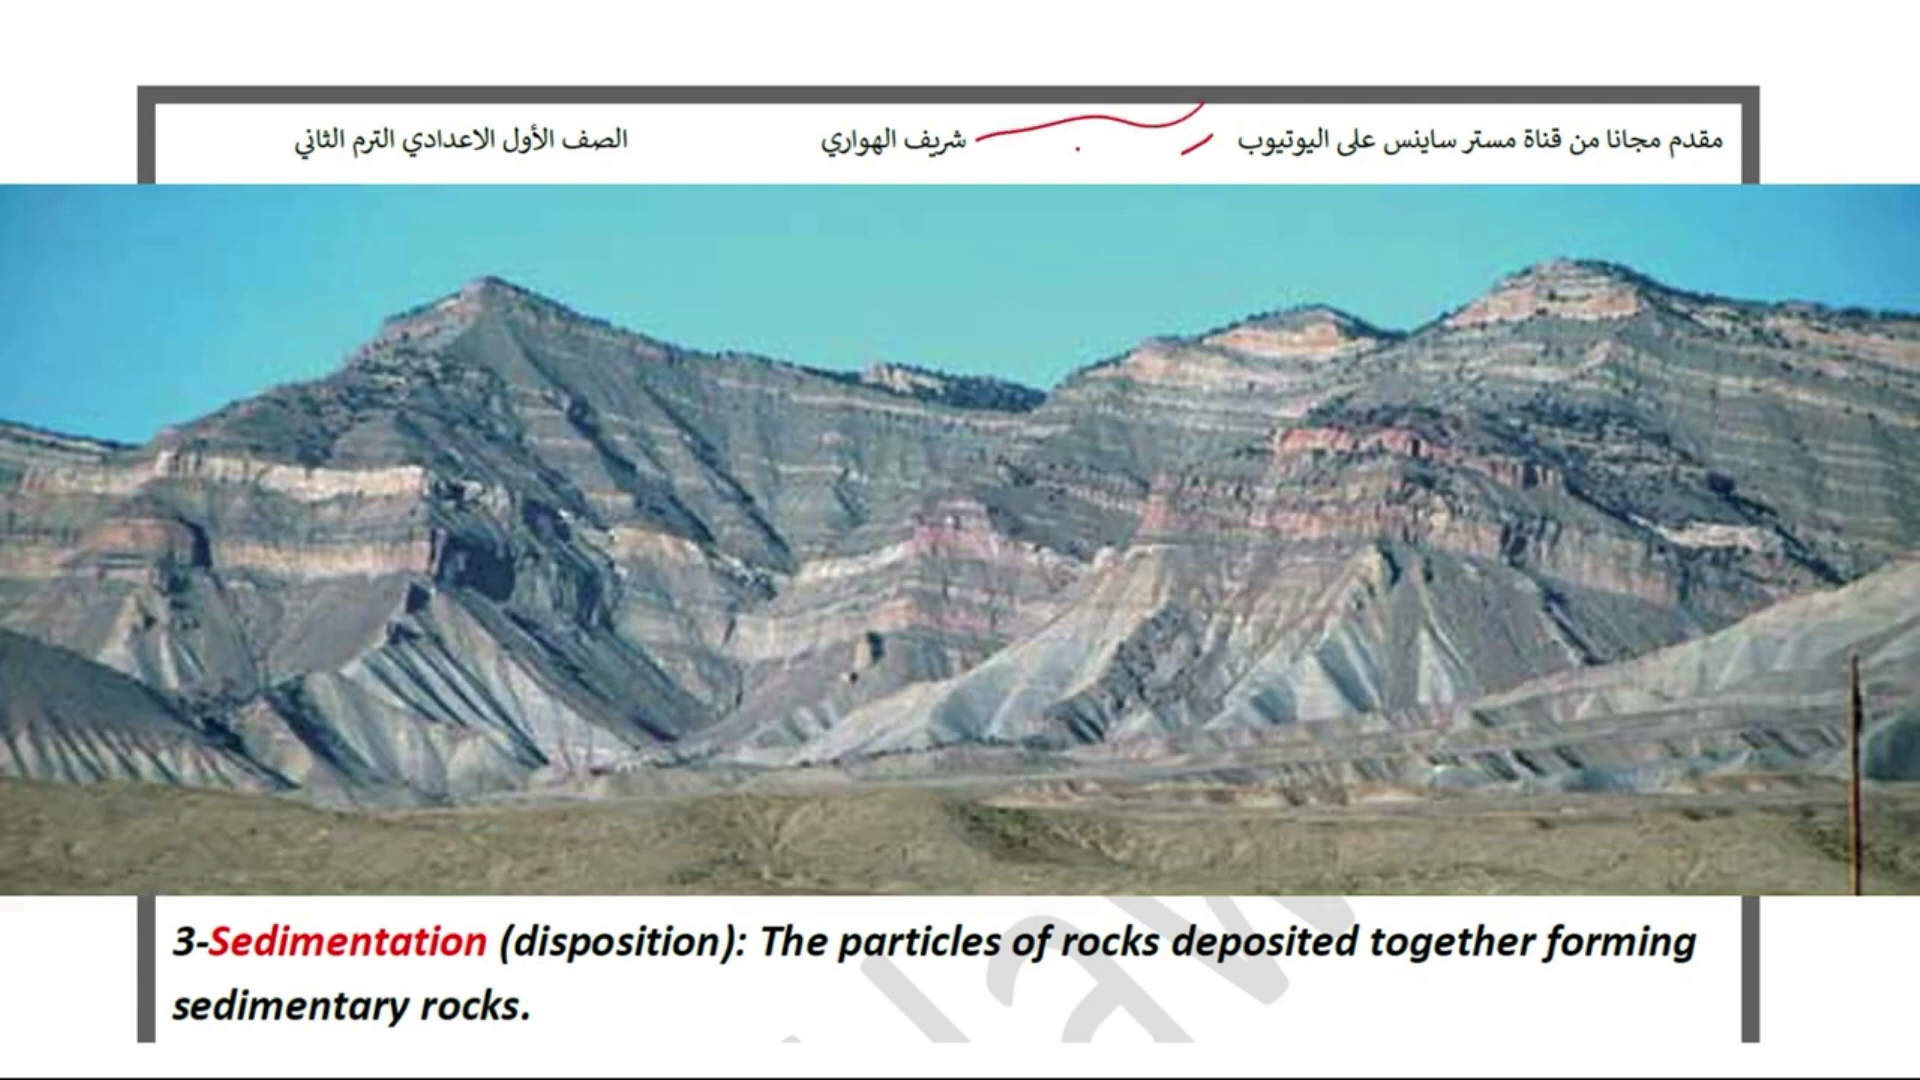 مقدم مجانا من قناة مستر ساينس على اليوتيوب شريف الهواري الصف الأول الاعدادي الترم الثاني
3-Sedimentation (disposition): The particles of rocks deposited together forming
sedimentary rocks.